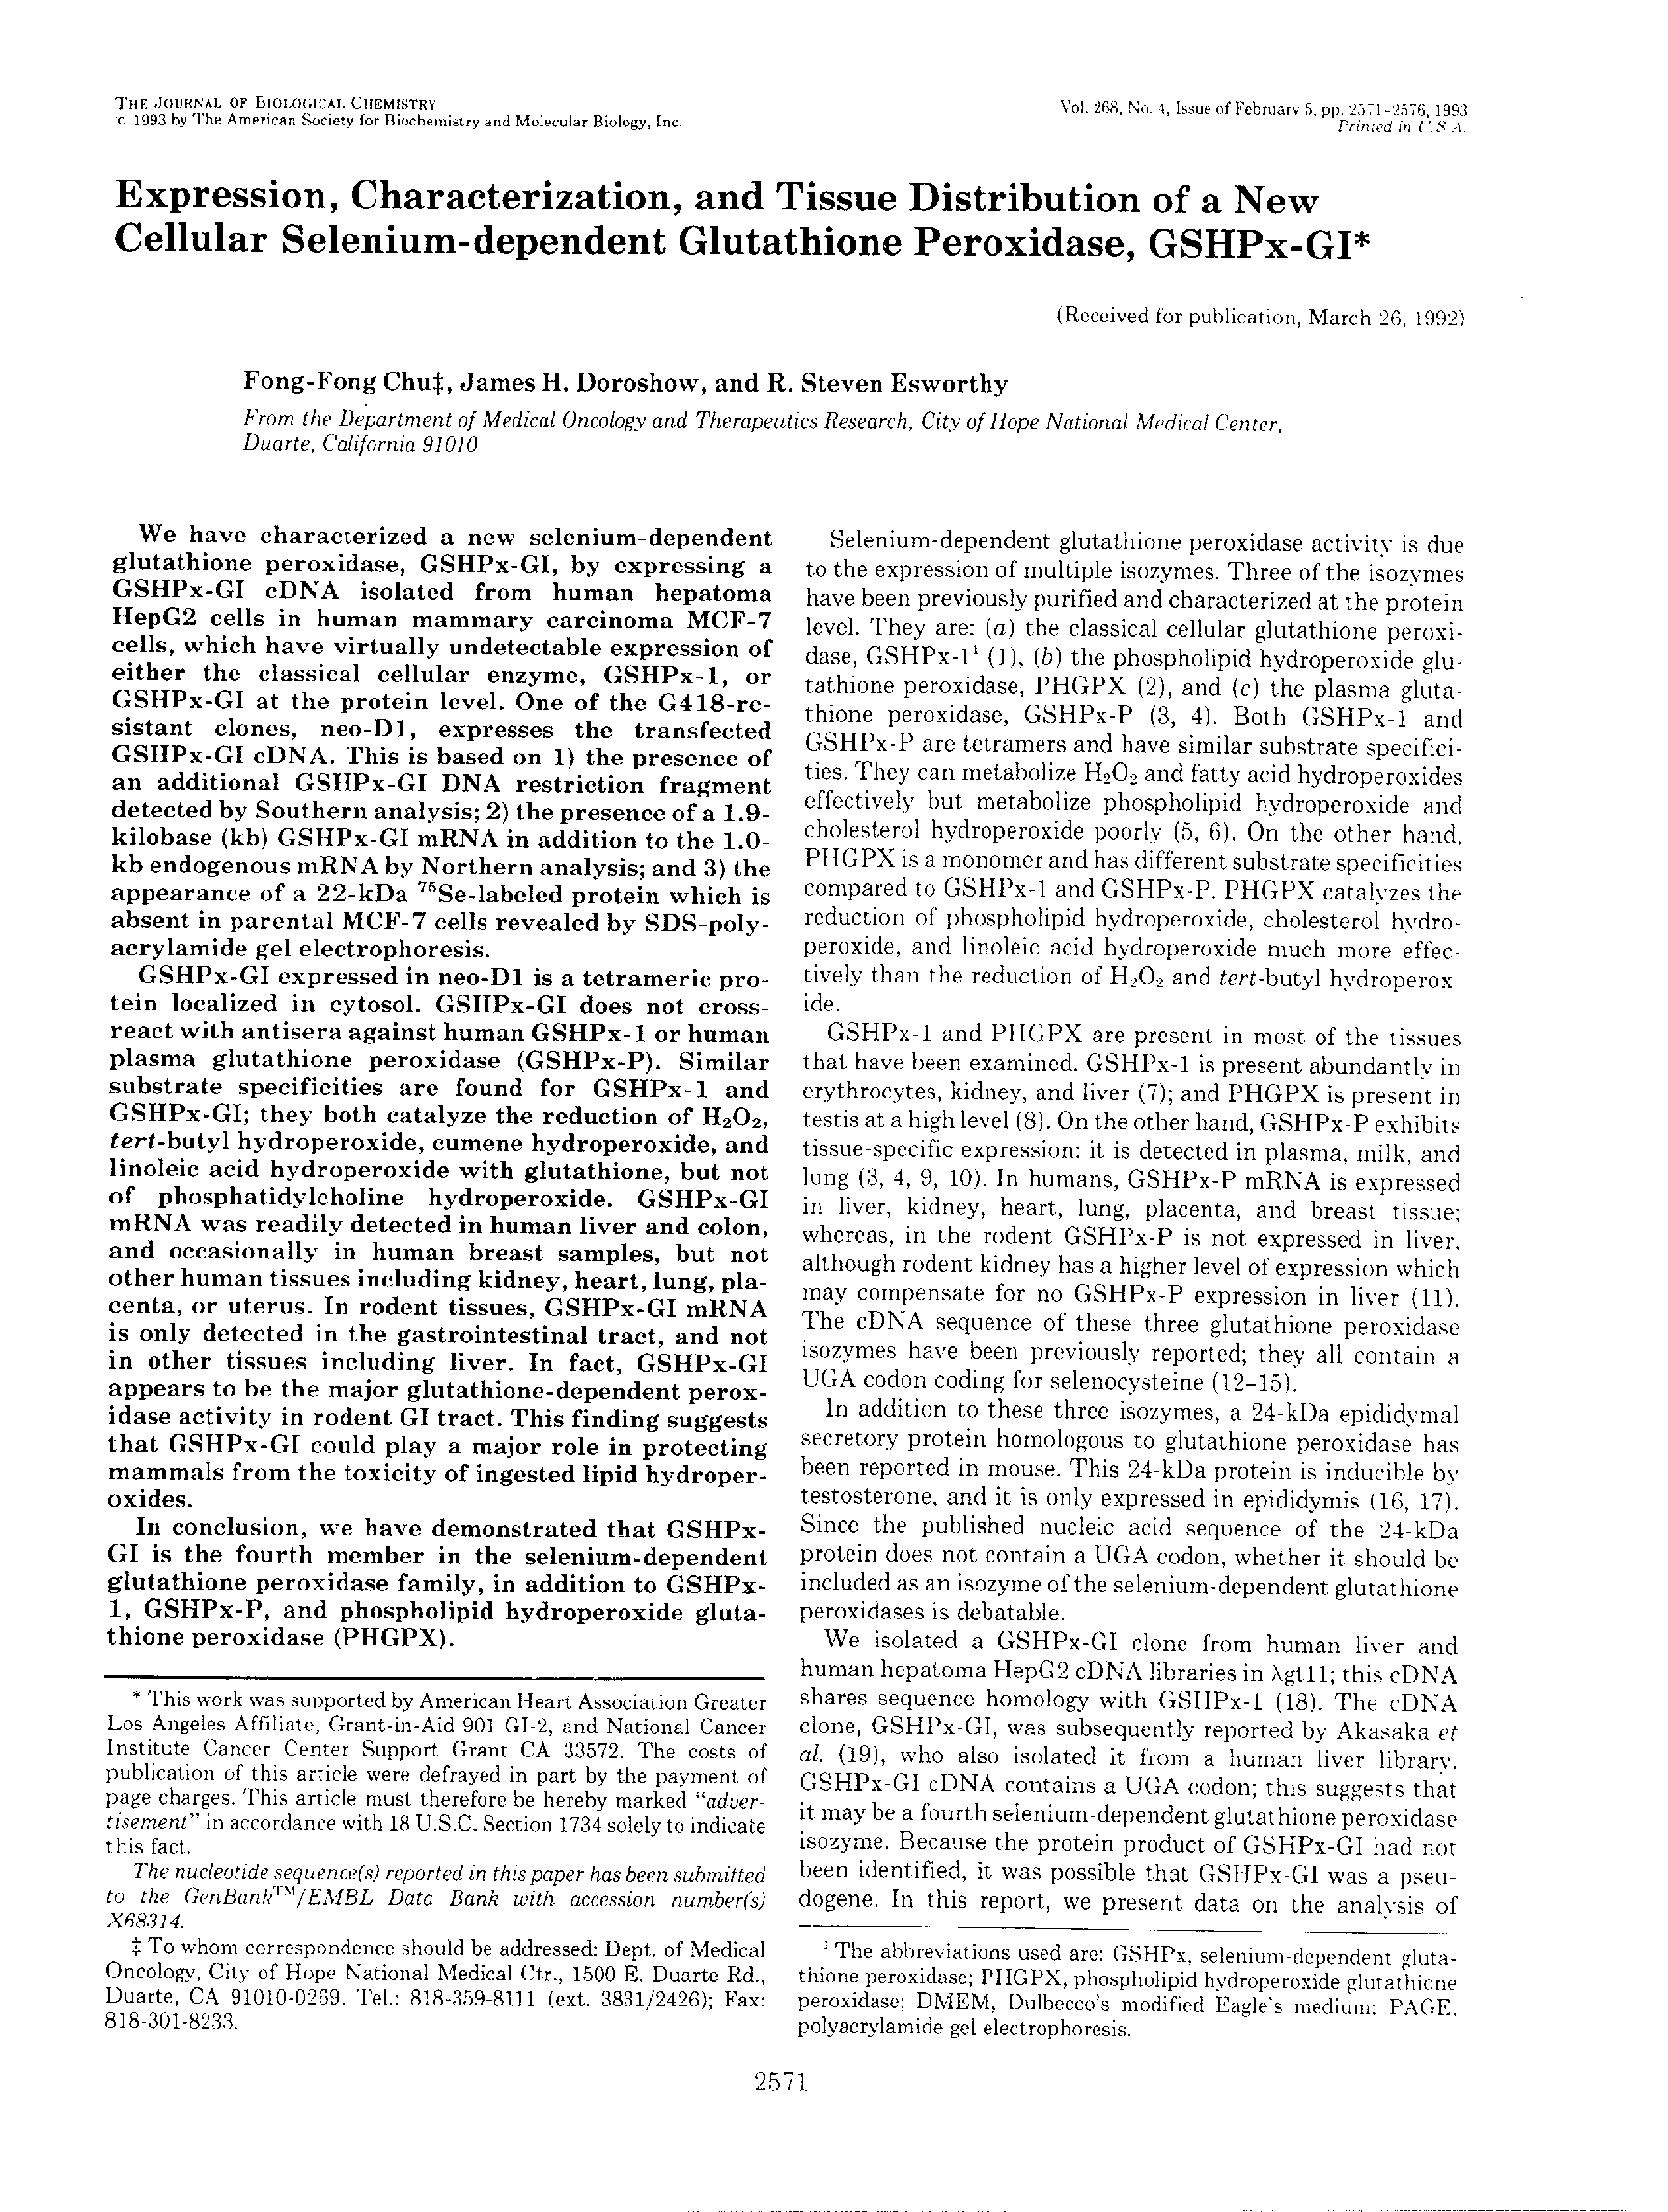 THE JOURNAL OF BIOLOGICAL CHEMISTRY
© 1993 by The American Society for Biochemistry and Molecular Biology, Inc.
Vol. 268, No. 4, Issue of February 5, pp. 2571-2576, 1993
Printed in U.S.A.
Expression, Characterization, and Tissue Distribution of a New
Cellular Selenium-dependent Glutathione Peroxidase, GSHPx-GI*
(Received for publication, March 26, 1992)
Fong-Fong Chu‡, James H. Doroshow, and R. Steven Esworthy
From the Department of Medical Oncology and Therapeutics Research, City of Hope National Medical Center,
Duarte, California 91010
We have characterized a new selenium-dependent
glutathione peroxidase, GSHPx-GI, by expressing a
GSHPx-GI cDNA isolated from human hepatoma
HepG2 cells in human mammary carcinoma MCF-7
cells, which have virtually undetectable expression of
either the classical cellular enzyme, GSHPx-1, or
GSHPx-GI at the protein level. One of the G418-re-
sistant clones, neo-D1, expresses the transfected
GSHPx-GI cDNA. This is based on 1) the presence of
an additional GSHPx-GI DNA restriction fragment
detected by Southern analysis; 2) the presence of a 1.9-
kilobase (kb) GSHPx-GI mRNA in addition to the 1.0-
kb endogenous mRNA by Northern analysis; and 3) the
appearance of a 22-kDa ⁷⁵Se-labeled protein which is
absent in parental MCF-7 cells revealed by SDS-poly-
acrylamide gel electrophoresis.
GSHPx-GI expressed in neo-D1 is a tetrameric pro-
tein localized in cytosol. GSHPx-GI does not cross-
react with antisera against human GSHPx-1 or human
plasma glutathione peroxidase (GSHPx-P). Similar
substrate specificities are found for GSHPx-1 and
GSHPx-GI; they both catalyze the reduction of H₂O₂,
tert-butyl hydroperoxide, cumene hydroperoxide, and
linoleic acid hydroperoxide with glutathione, but not
of phosphatidylcholine hydroperoxide. GSHPx-GI
mRNA was readily detected in human liver and colon,
and occasionally in human breast samples, but not
other human tissues including kidney, heart, lung, pla-
centa, or uterus. In rodent tissues, GSHPx-GI mRNA
is only detected in the gastrointestinal tract, and not
in other tissues including liver. In fact, GSHPx-GI
appears to be the major glutathione-dependent perox-
idase activity in rodent GI tract. This finding suggests
that GSHPx-GI could play a major role in protecting
mammals from the toxicity of ingested lipid hydroper-
oxides.
In conclusion, we have demonstrated that GSHPx-
GI is the fourth member in the selenium-dependent
glutathione peroxidase family, in addition to GSHPx-
1, GSHPx-P, and phospholipid hydroperoxide gluta-
thione peroxidase (PHGPX).
* This work was supported by American Heart Association Greater
Los Angeles Affiliate, Grant-in-Aid 901 GI-2, and National Cancer
Institute Cancer Center Support Grant CA 33572. The costs of
publication of this article were defrayed in part by the payment of
page charges. This article must therefore be hereby marked "adver-
tisement" in accordance with 18 U.S.C. Section 1734 solely to indicate
this fact.
The nucleotide sequence(s) reported in this paper has been submitted
to the GenBank™/EMBL Data Bank with accession number(s)
X68314.
‡ To whom correspondence should be addressed: Dept. of Medical
Oncology, City of Hope National Medical Ctr., 1500 E. Duarte Rd.,
Duarte, CA 91010-0269. Tel.: 818-359-8111 (ext. 3831/2426); Fax:
818-301-8233.
Selenium-dependent glutathione peroxidase activity is due
to the expression of multiple isozymes. Three of the isozymes
have been previously purified and characterized at the protein
level. They are: (a) the classical cellular glutathione peroxi-
dase, GSHPx-1¹ (1), (b) the phospholipid hydroperoxide glu-
tathione peroxidase, PHGPX (2), and (c) the plasma gluta-
thione peroxidase, GSHPx-P (3, 4). Both GSHPx-1 and
GSHPx-P are tetramers and have similar substrate specifici-
ties. They can metabolize H₂O₂ and fatty acid hydroperoxides
effectively but metabolize phospholipid hydroperoxide and
cholesterol hydroperoxide poorly (5, 6). On the other hand,
PHGPX is a monomer and has different substrate specificities
compared to GSHPx-1 and GSHPx-P. PHGPX catalyzes the
reduction of phospholipid hydroperoxide, cholesterol hydro-
peroxide, and linoleic acid hydroperoxide much more effec-
tively than the reduction of H₂O₂ and tert-butyl hydroperox-
ide.
GSHPx-1 and PHGPX are present in most of the tissues
that have been examined. GSHPx-1 is present abundantly in
erythrocytes, kidney, and liver (7); and PHGPX is present in
testis at a high level (8). On the other hand, GSHPx-P exhibits
tissue-specific expression: it is detected in plasma, milk, and
lung (3, 4, 9, 10). In humans, GSHPx-P mRNA is expressed
in liver, kidney, heart, lung, placenta, and breast tissue;
whereas, in the rodent GSHPx-P is not expressed in liver,
although rodent kidney has a higher level of expression which
may compensate for no GSHPx-P expression in liver (11).
The cDNA sequence of these three glutathione peroxidase
isozymes have been previously reported; they all contain a
UGA codon coding for selenocysteine (12-15).
In addition to these three isozymes, a 24-kDa epididymal
secretory protein homologous to glutathione peroxidase has
been reported in mouse. This 24-kDa protein is inducible by
testosterone, and it is only expressed in epididymis (16, 17).
Since the published nucleic acid sequence of the 24-kDa
protein does not contain a UGA codon, whether it should be
included as an isozyme of the selenium-dependent glutathione
peroxidases is debatable.
We isolated a GSHPx-GI clone from human liver and
human hepatoma HepG2 cDNA libraries in λgt11; this cDNA
shares sequence homology with GSHPx-1 (18). The cDNA
clone, GSHPx-GI, was subsequently reported by Akasaka et
al. (19), who also isolated it from a human liver library.
GSHPx-GI cDNA contains a UGA codon; this suggests that
it may be a fourth selenium-dependent glutathione peroxidase
isozyme. Because the protein product of GSHPx-GI had not
been identified, it was possible that GSHPx-GI was a pseu-
dogene. In this report, we present data on the analysis of
¹ The abbreviations used are: GSHPx, selenium-dependent gluta-
thione peroxidase; PHGPX, phospholipid hydroperoxide glutathione
peroxidase; DMEM, Dulbecco's modified Eagle's medium; PAGE,
polyacrylamide gel electrophoresis.
2571